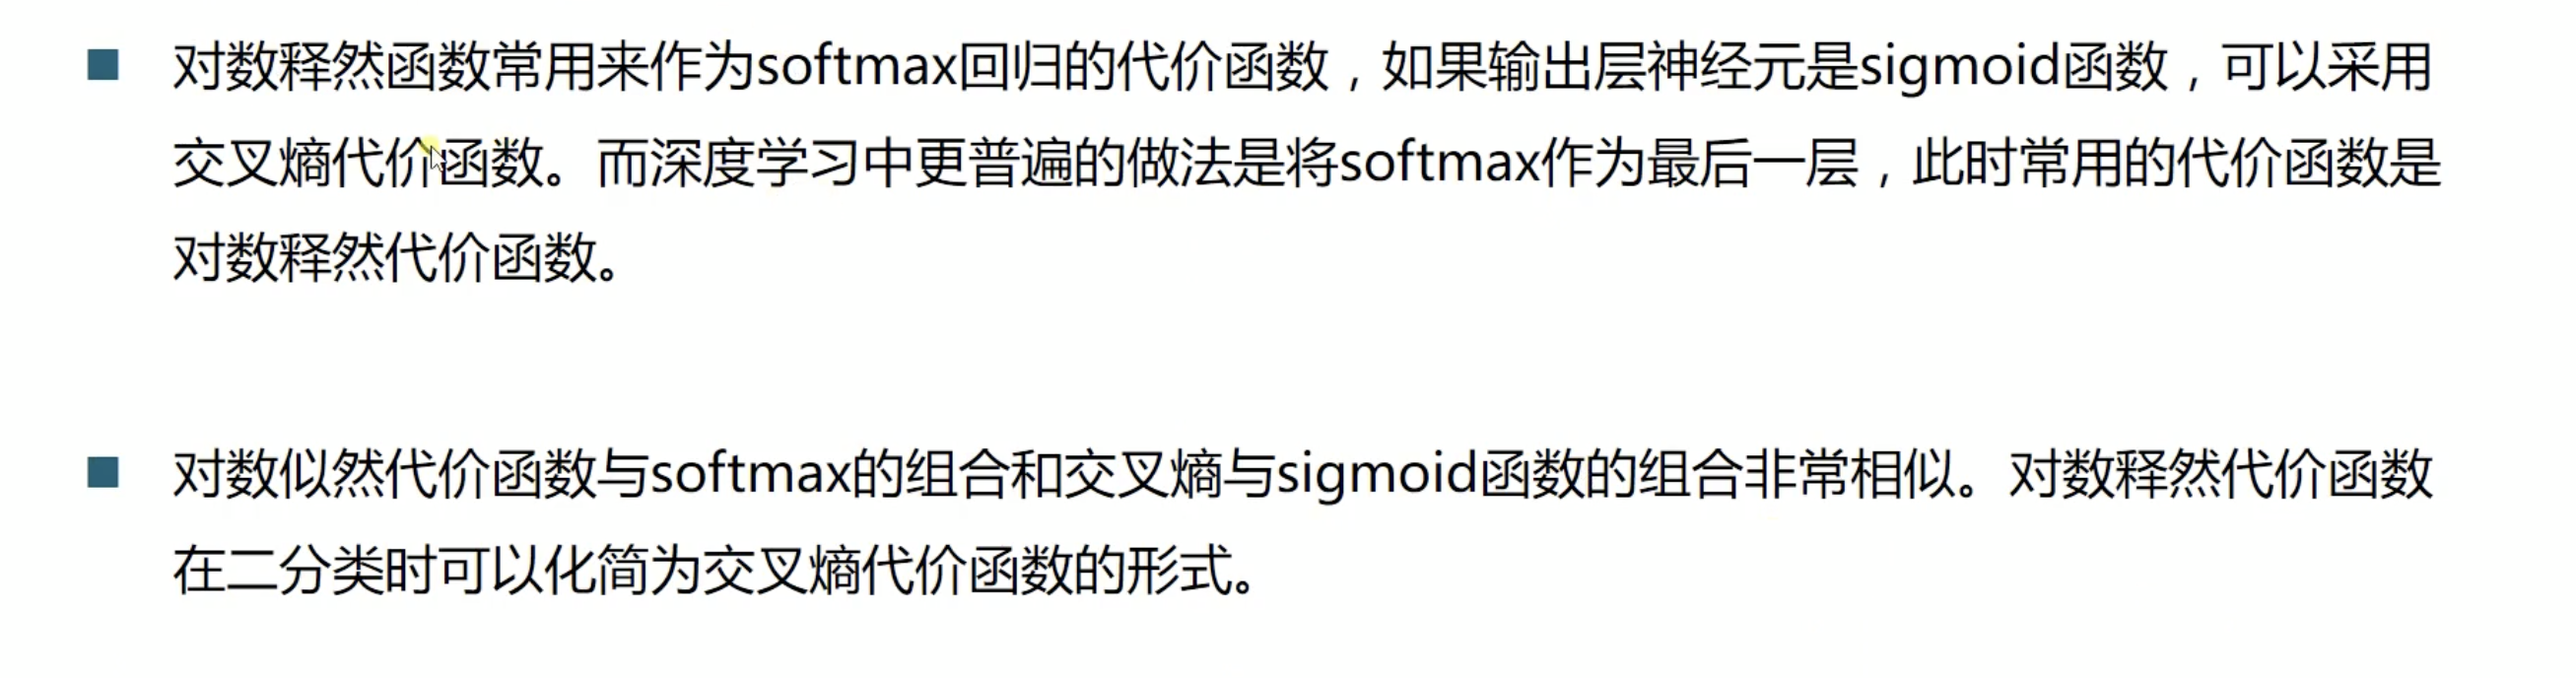 对数释然函数常用来作为softmax回归的代价函数，如果输出层神经元是sigmoid函数，可以采用
交叉熵代价函数。而深度学习中更普遍的做法是将softmax作为最后一层，此时常用的代价函数是
对数释然代价函数。
对数似然代价函数与softmax的组合和交叉熵与sigmoid函数的组合非常相似。对数释然代价函数
在二分类时可以化简为交叉熵代价函数的形式。